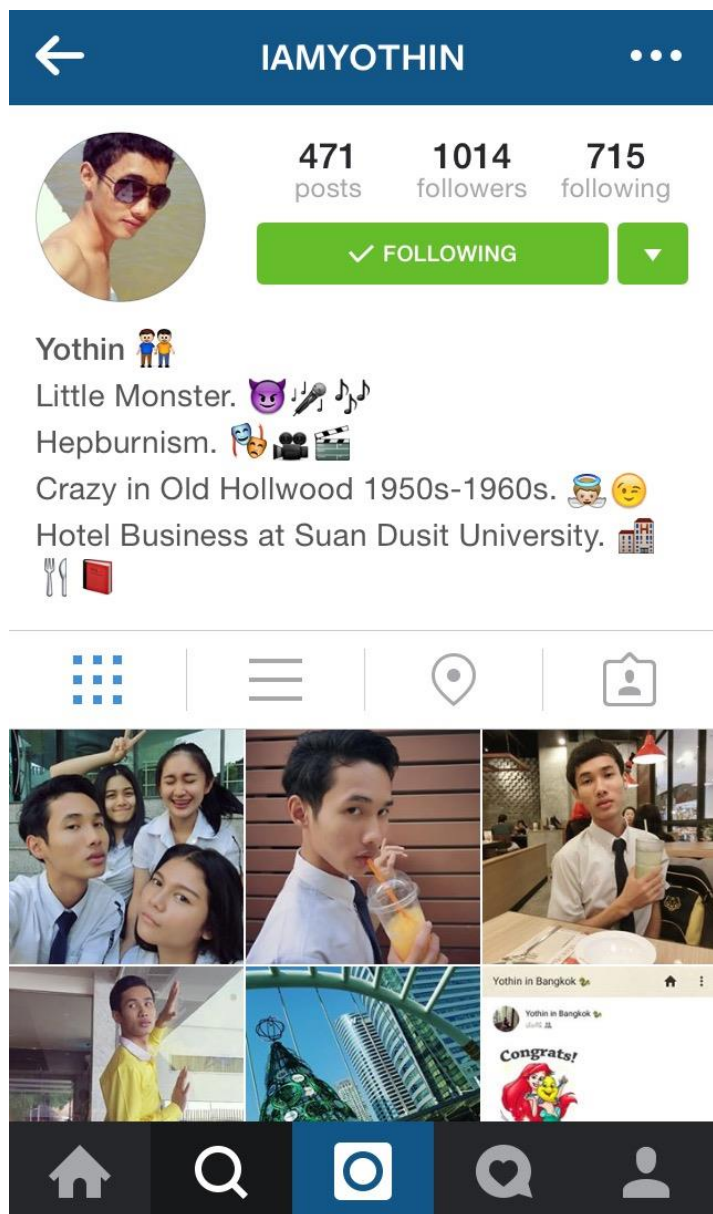 IAMYOTHIN
471 1014 715
posts followers following
FOLLOWING
Yothin
Little Monster.
Hepburnism.
Crazy in Old Hollwood 1950s-1960s.
Hotel Business at Suan Dusit University.
Yothin in Bangkok
Yothin in Bangkok
Congrats!